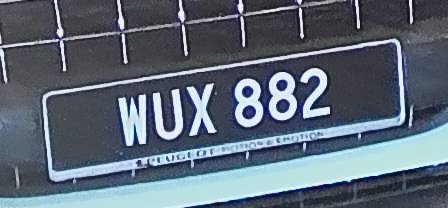 WUX 882
PEUGEOT MOTION & EMOTION